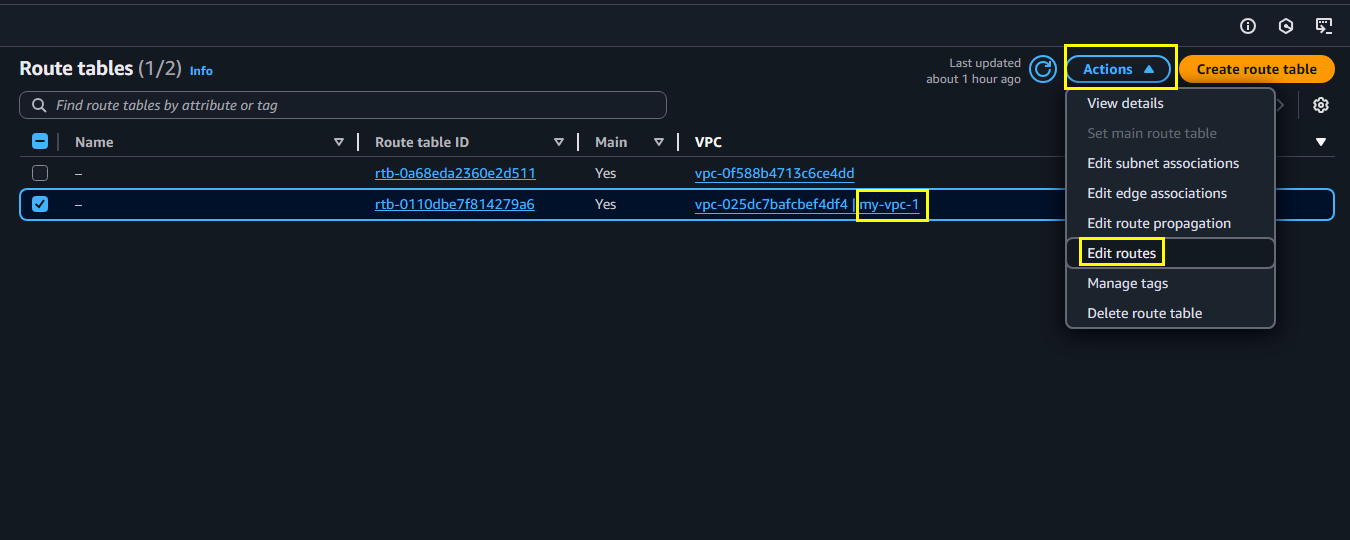 Route tables (1/2) Info
Last updated
about 1 hour ago
Actions
Create route table
Find route tables by attribute or tag
Name
Route table ID
Main
VPC
–
rtb-0a68eda2360e2d511
Yes
vpc-0f588b4713c6ce4dd
–
rtb-0110dbe7f814279a6
Yes
vpc-025dc7bafcbef4df4 | my-vpc-1
View details
Set main route table
Edit subnet associations
Edit edge associations
Edit route propagation
Edit routes
Manage tags
Delete route table